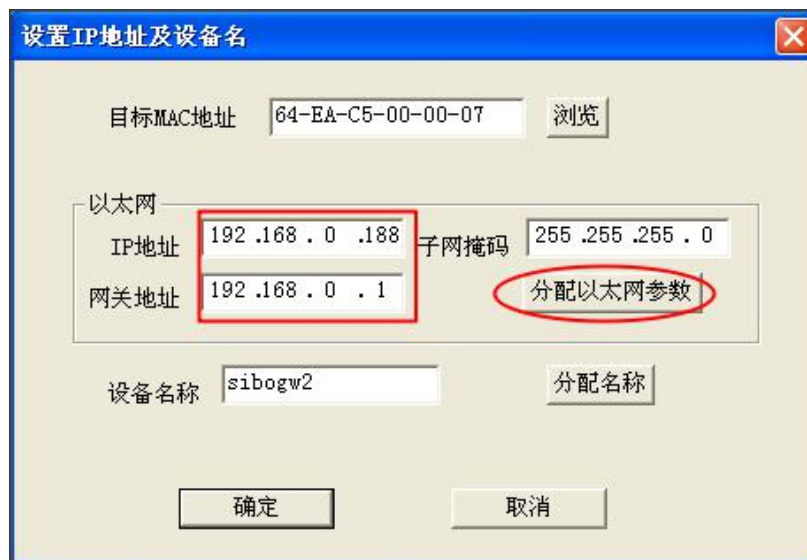 设置IP地址及设备名
目标MAC地址 64-EA-C5-00-00-07 浏览
以太网
IP地址 192 .168 . 0 .188 子网掩码 255 .255 .255 . 0
网关地址 192 .168 . 0 . 1 分配以太网参数
设备名称 sibogw2 分配名称
确定 取消